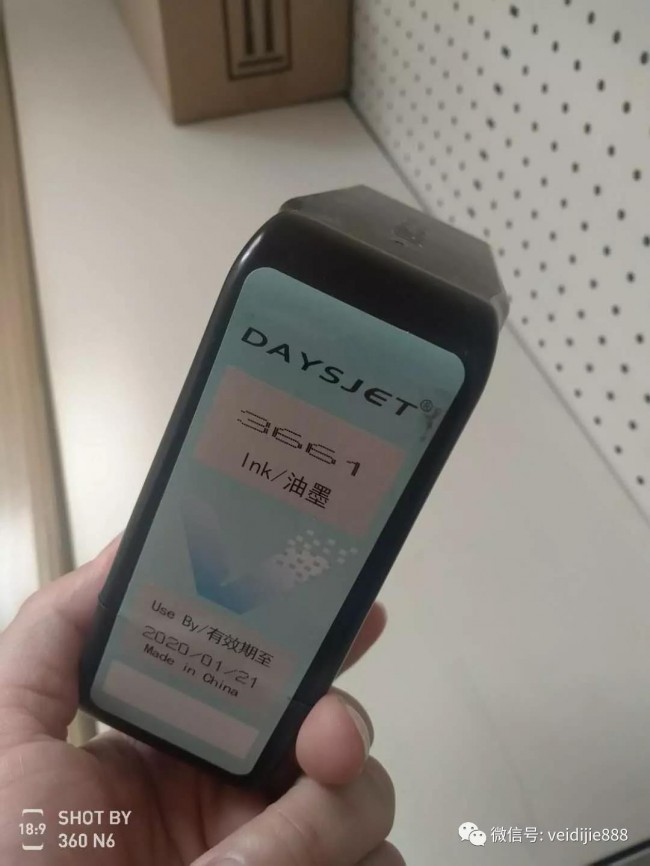 DAYSJET®
3661
Ink/油墨
Use By/有效期至
2020/01/21
Made in China
18:9
SHOT BY
360 N6
微信号: veidijie888